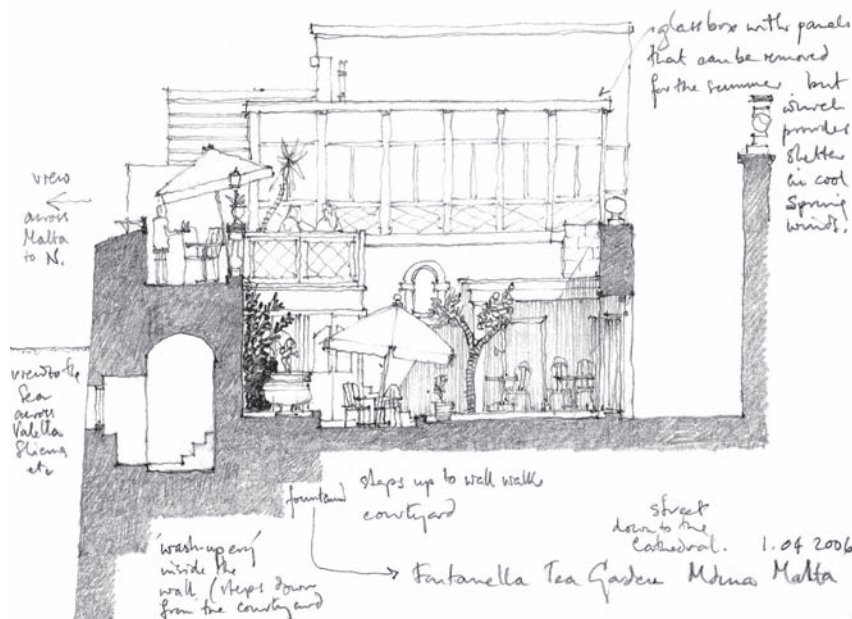 glass box with panels
that can be removed
for the summer but
which
provides
shelter
in cool
Spring
winds.
view
across
Malta
to N.
view to the
Sea
across
Valetta
Sliema
etc
fountain
steps up to wall walk
courtyard
'wash-upery'
inside the
wall (steps down
from the courtyard
street
down to the
Cathedral.
1.04 2006
Fontanella Tea Garden Mdina Malta